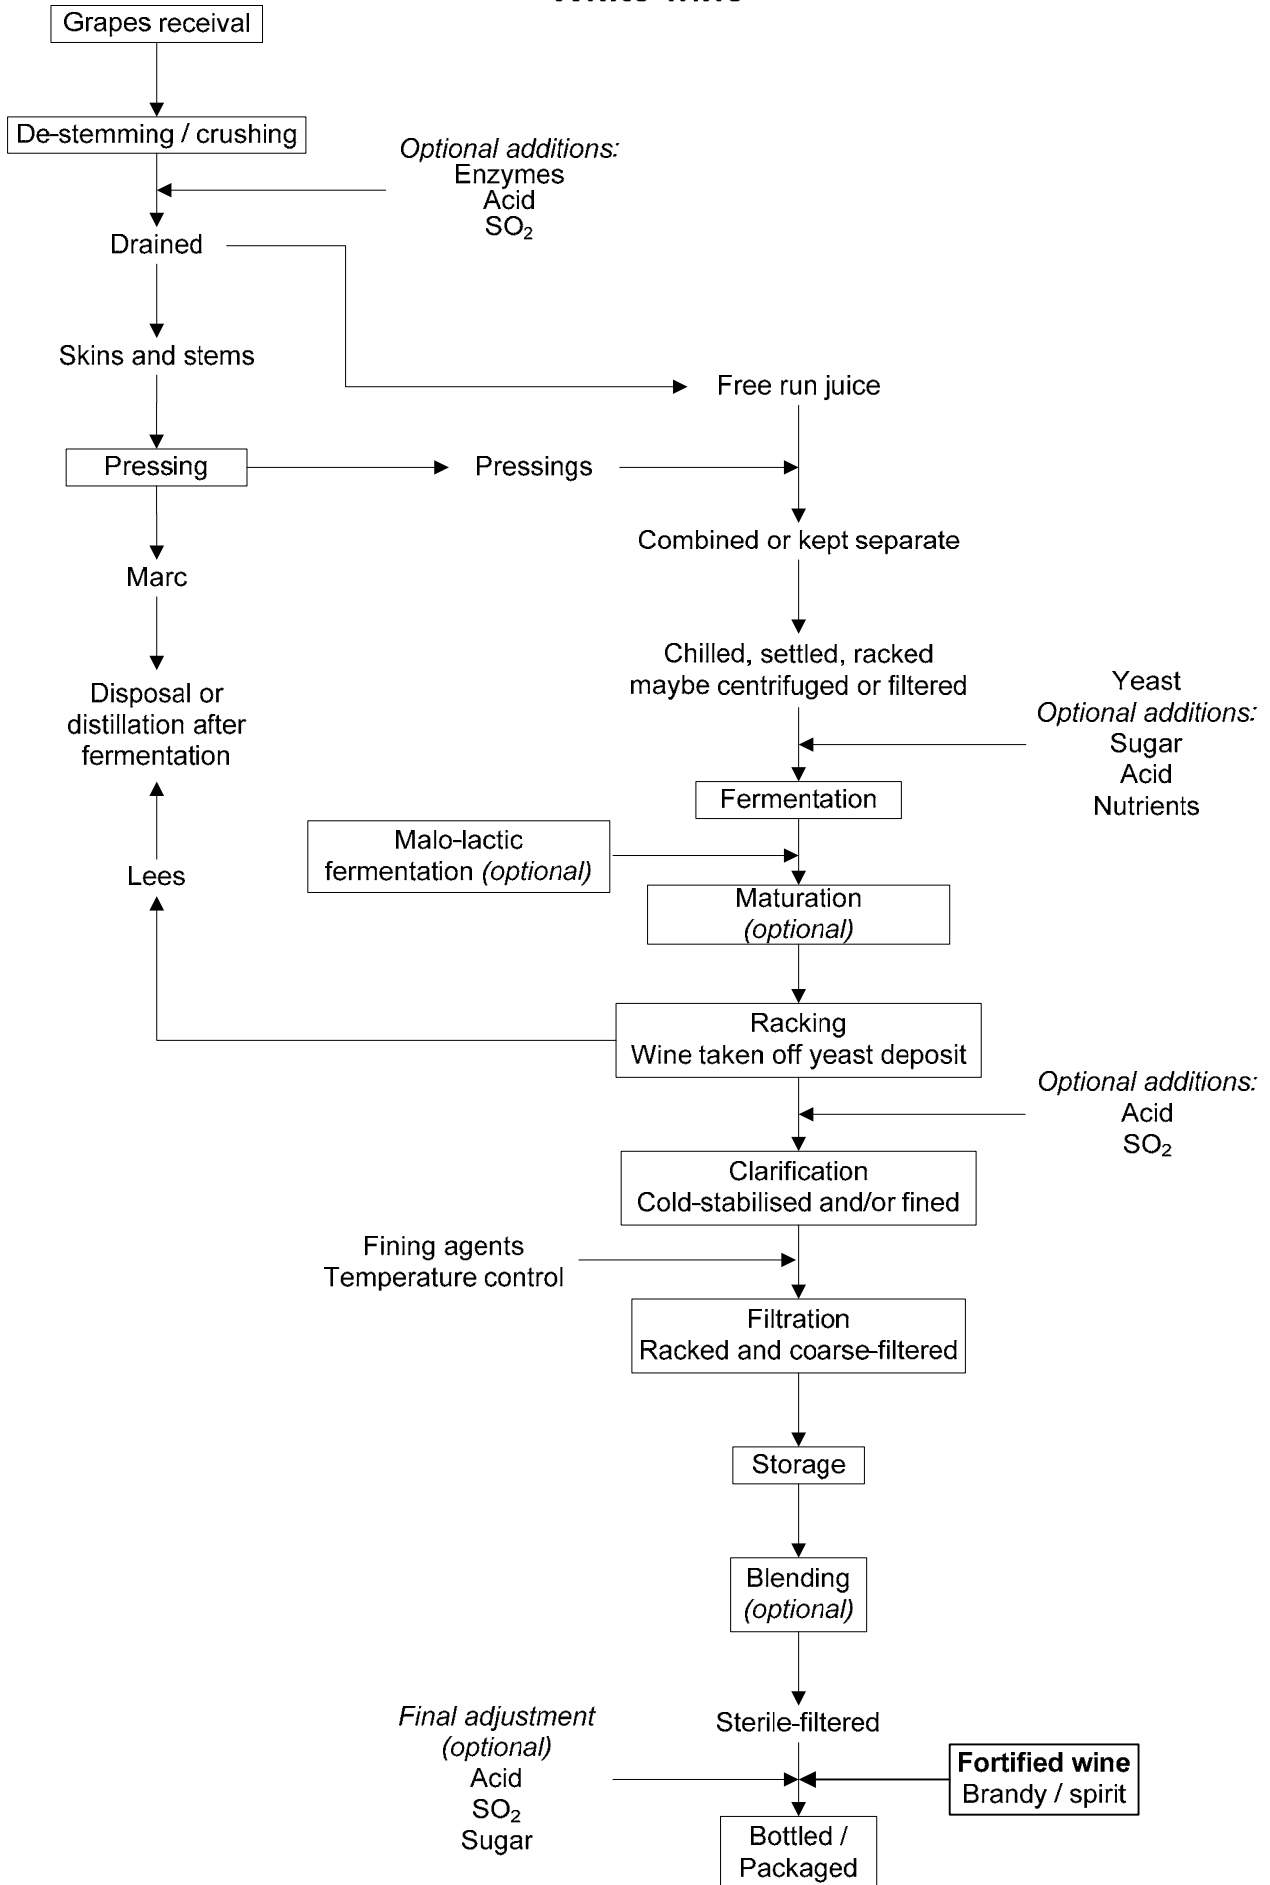 Grapes receival
De-stemming / crushing
Optional additions:
Enzymes
Acid
SO₂
Drained
Skins and stems
Free run juice
Pressing
Pressings
Combined or kept separate
Marc
Chilled, settled, racked
maybe centrifuged or filtered
Disposal or
distillation after
fermentation
Yeast
Optional additions:
Sugar
Acid
Nutrients
Fermentation
Malo-lactic
fermentation (optional)
Lees
Maturation
(optional)
Racking
Wine taken off yeast deposit
Optional additions:
Acid
SO₂
Clarification
Cold-stabilised and/or fined
Fining agents
Temperature control
Filtration
Racked and coarse-filtered
Storage
Blending
(optional)
Sterile-filtered
Final adjustment
(optional)
Acid
SO₂
Sugar
Fortified wine
Brandy / spirit
Bottled /
Packaged